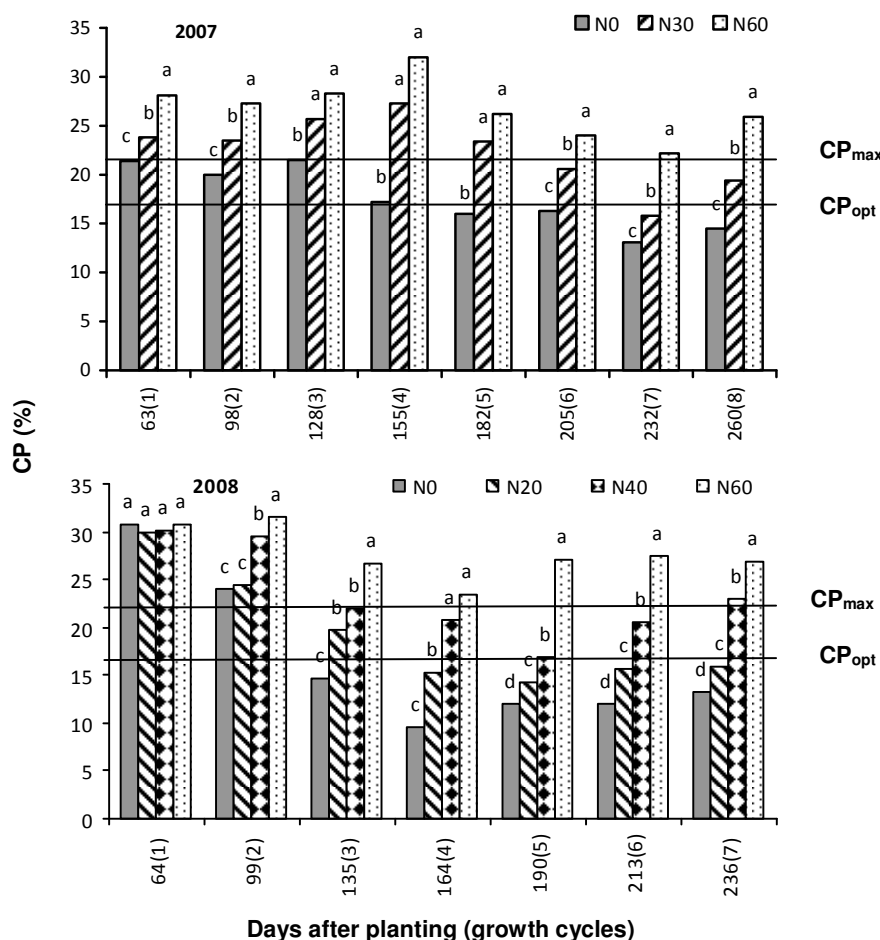 2007
N0 N30 N60
35
30
25
20
15
10
5
0
c b a
c b a
b a a
b a a
b a a
c b a
c b a
c b a
CPmax
CPopt
63(1) 98(2) 128(3) 155(4) 182(5) 205(6) 232(7) 260(8)
CP (%)
2008
N0 N20 N40 N60
35
30
25
20
15
10
5
0
a a a a
c c b a
c b b a
c b a a
d c b a
d c b a
d c b a
CPmax
CPopt
64(1) 99(2) 135(3) 164(4) 190(5) 213(6) 236(7)
Days after planting (growth cycles)